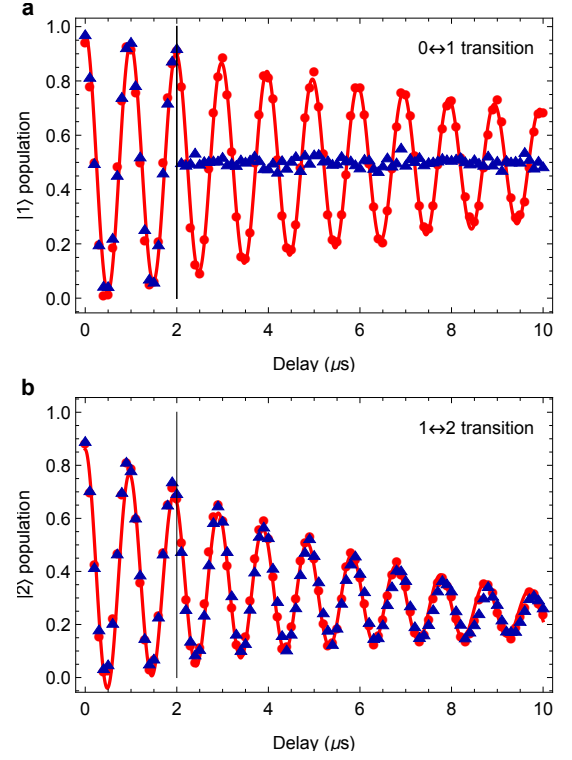 a
0↔1 transition
1.0
0.8
0.6
0.4
0.2
0.0
|1⟩ population
0 2 4 6 8 10
Delay (μs)
b
1↔2 transition
1.0
0.8
0.6
0.4
0.2
0.0
|2⟩ population
0 2 4 6 8 10
Delay (μs)